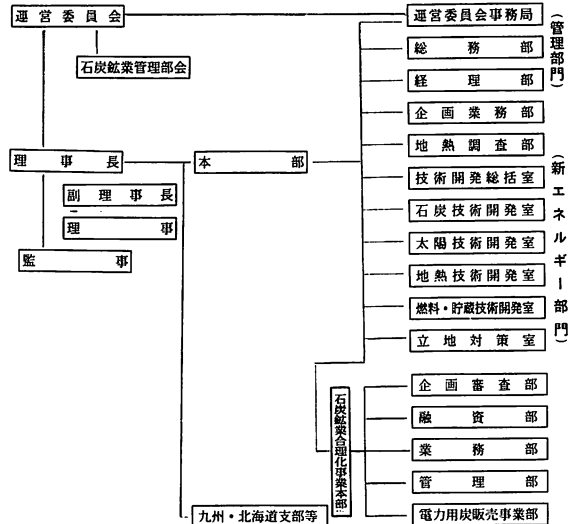 運営委員会
石炭鉱業管理部会
理事長
副理事長
理事
監事
本部
九州・北海道支部等
運営委員会事務局
総務部
経理部
企画業務部
地熱調査部
技術開発総括室
石炭技術開発室
太陽技術開発室
地熱技術開発室
燃料・貯蔵技術開発室
立地対策室
(管理部門)
(新エネルギー部門)
石炭鉱業合理化事業本部
企画審査部
融資部
業務部
管理部
電力用炭販売事業部